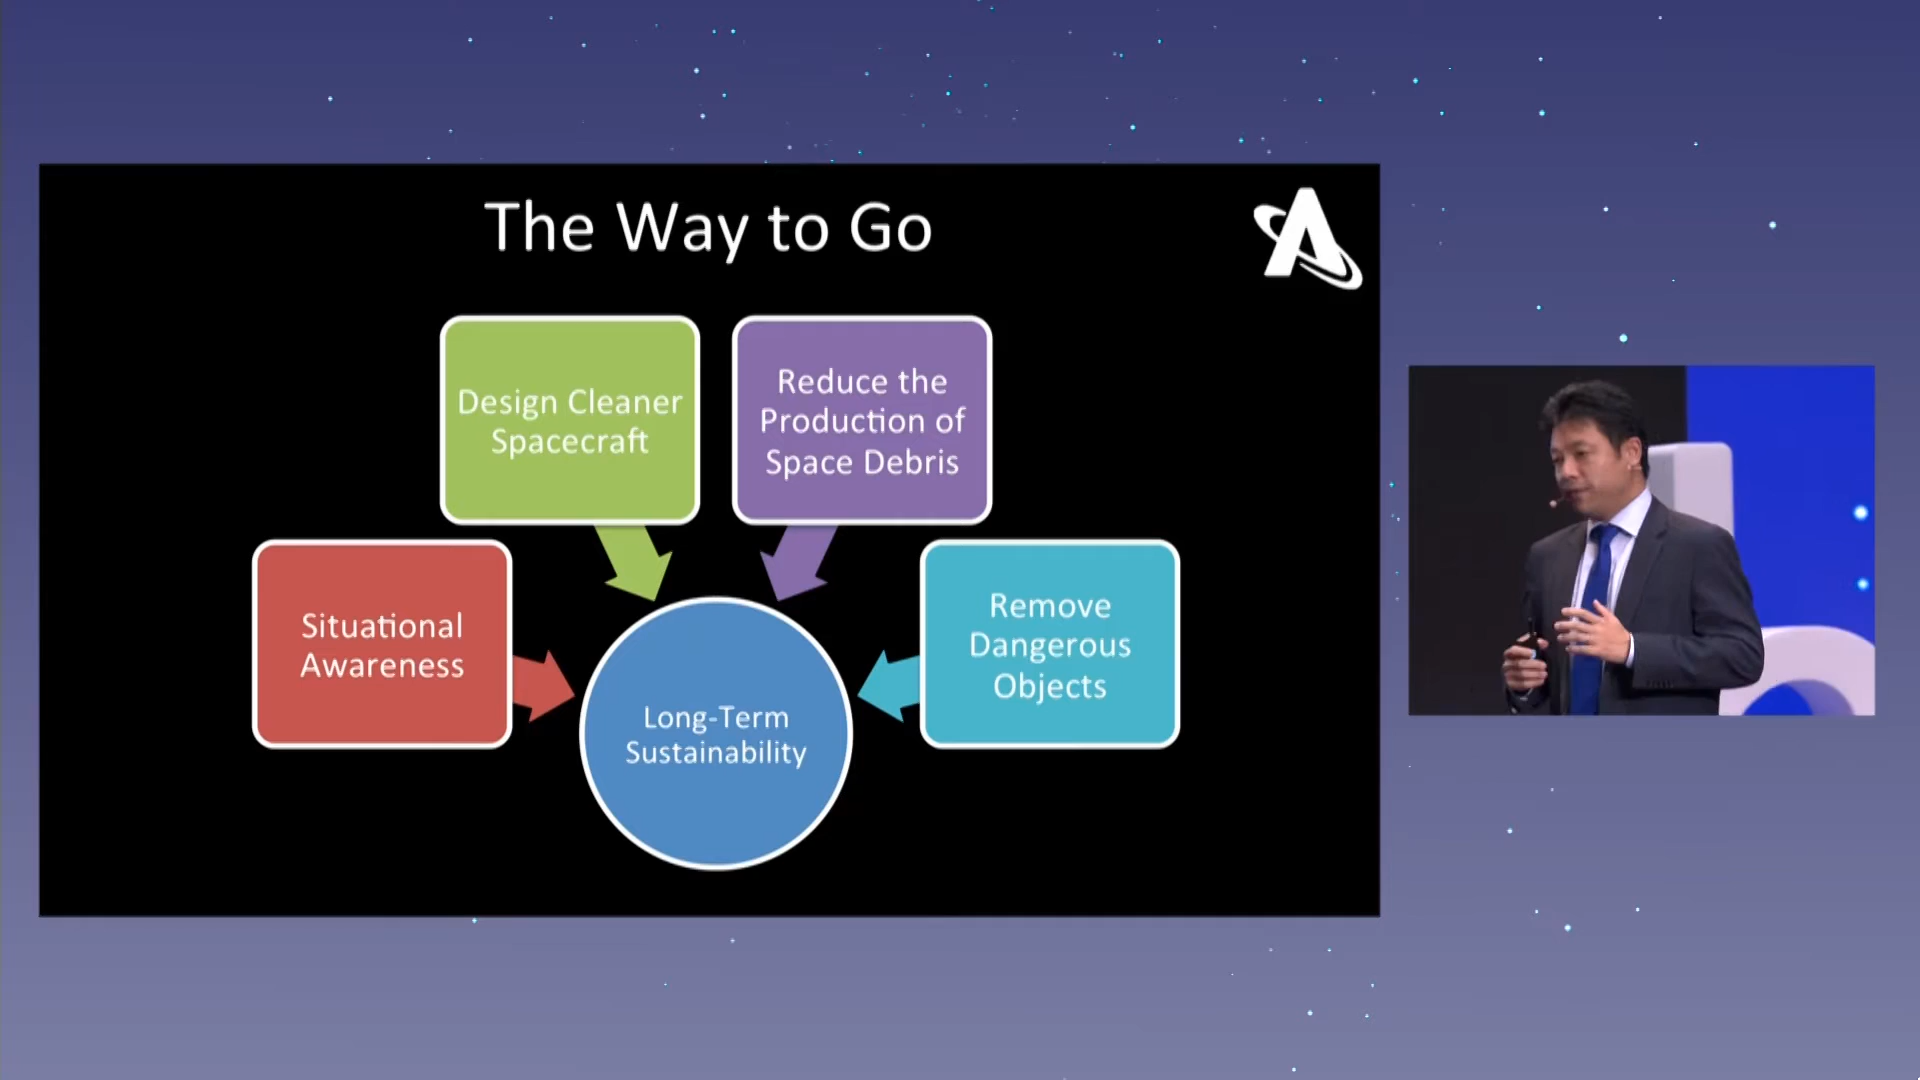 The Way to Go
Design Cleaner
Spacecraft
Reduce the
Production of
Space Debris
Situational
Awareness
Remove
Dangerous
Objects
Long-Term
Sustainability